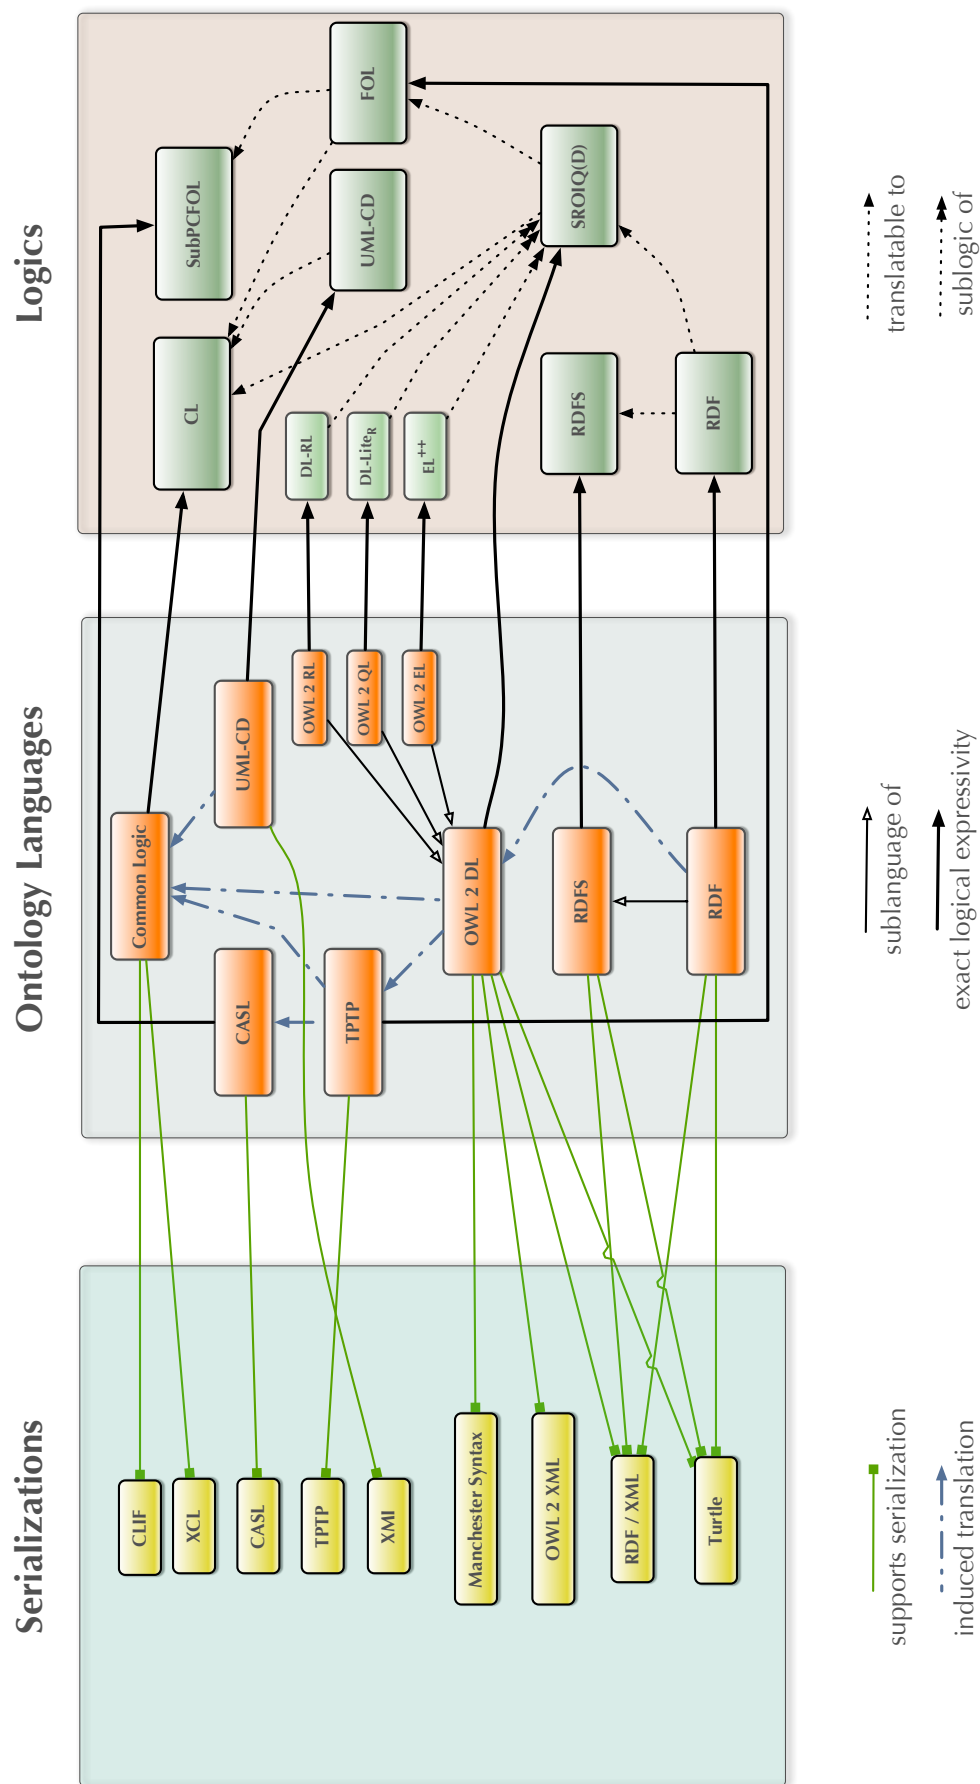 Serializations
Ontology Languages
Logics
CLIF
XCL
CASL
TPTP
XMI
Manchester Syntax
OWL 2 XML
RDF / XML
Turtle
Common Logic
UML-CD
CASL
TPTP
OWL 2 RL
OWL 2 QL
OWL 2 EL
OWL 2 DL
RDFS
RDF
SubPCFOL
CL
FOL
UML-CD
DL-RL
DL-LiteR
EL++
SROIQ(D)
RDFS
RDF
supports serialization
induced translation
sublanguage of
exact logical expressivity
translatable to
sublogic of